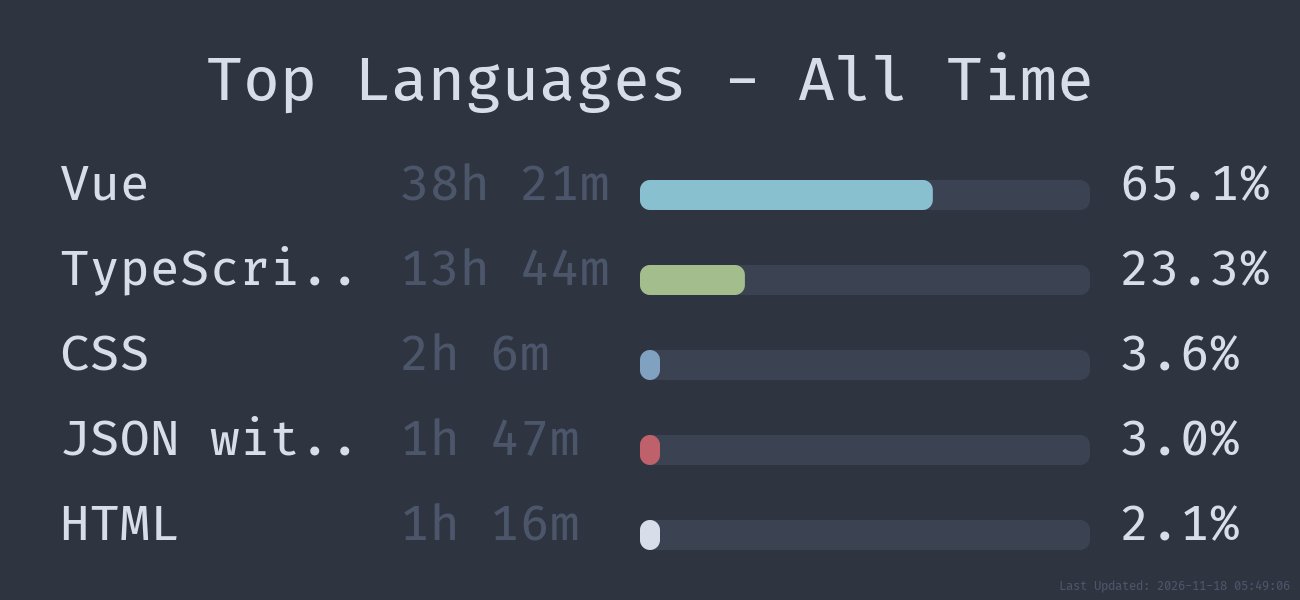 Top Languages - All Time
Vue 38h 21m 65.1%
TypeScri.. 13h 44m 23.3%
CSS 2h 6m 3.6%
JSON wit.. 1h 47m 3.0%
HTML 1h 16m 2.1%
Last Updated: 2026-11-18 05:49:06